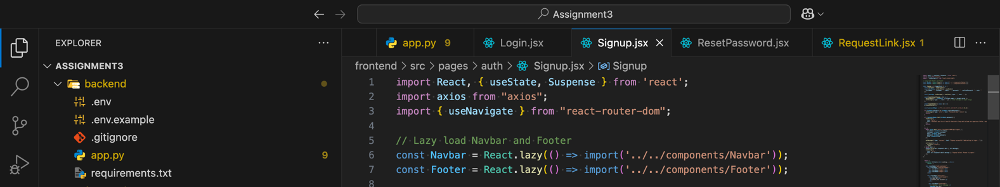 Assignment3
EXPLORER
ASSIGNMENT3
backend
.env
.env.example
.gitignore
app.py 9
requirements.txt
app.py 9
Login.jsx
Signup.jsx
ResetPassword.jsx
RequestLink.jsx 1
frontend > src > pages > auth > Signup.jsx > Signup
1 import React, { useState, Suspense } from 'react';
2 import axios from "axios";
3 import { useNavigate } from "react-router-dom";
4
5 // Lazy load Navbar and Footer
6 const Navbar = React.lazy(() => import('../../components/Navbar'));
7 const Footer = React.lazy(() => import('../../components/Footer'));
8